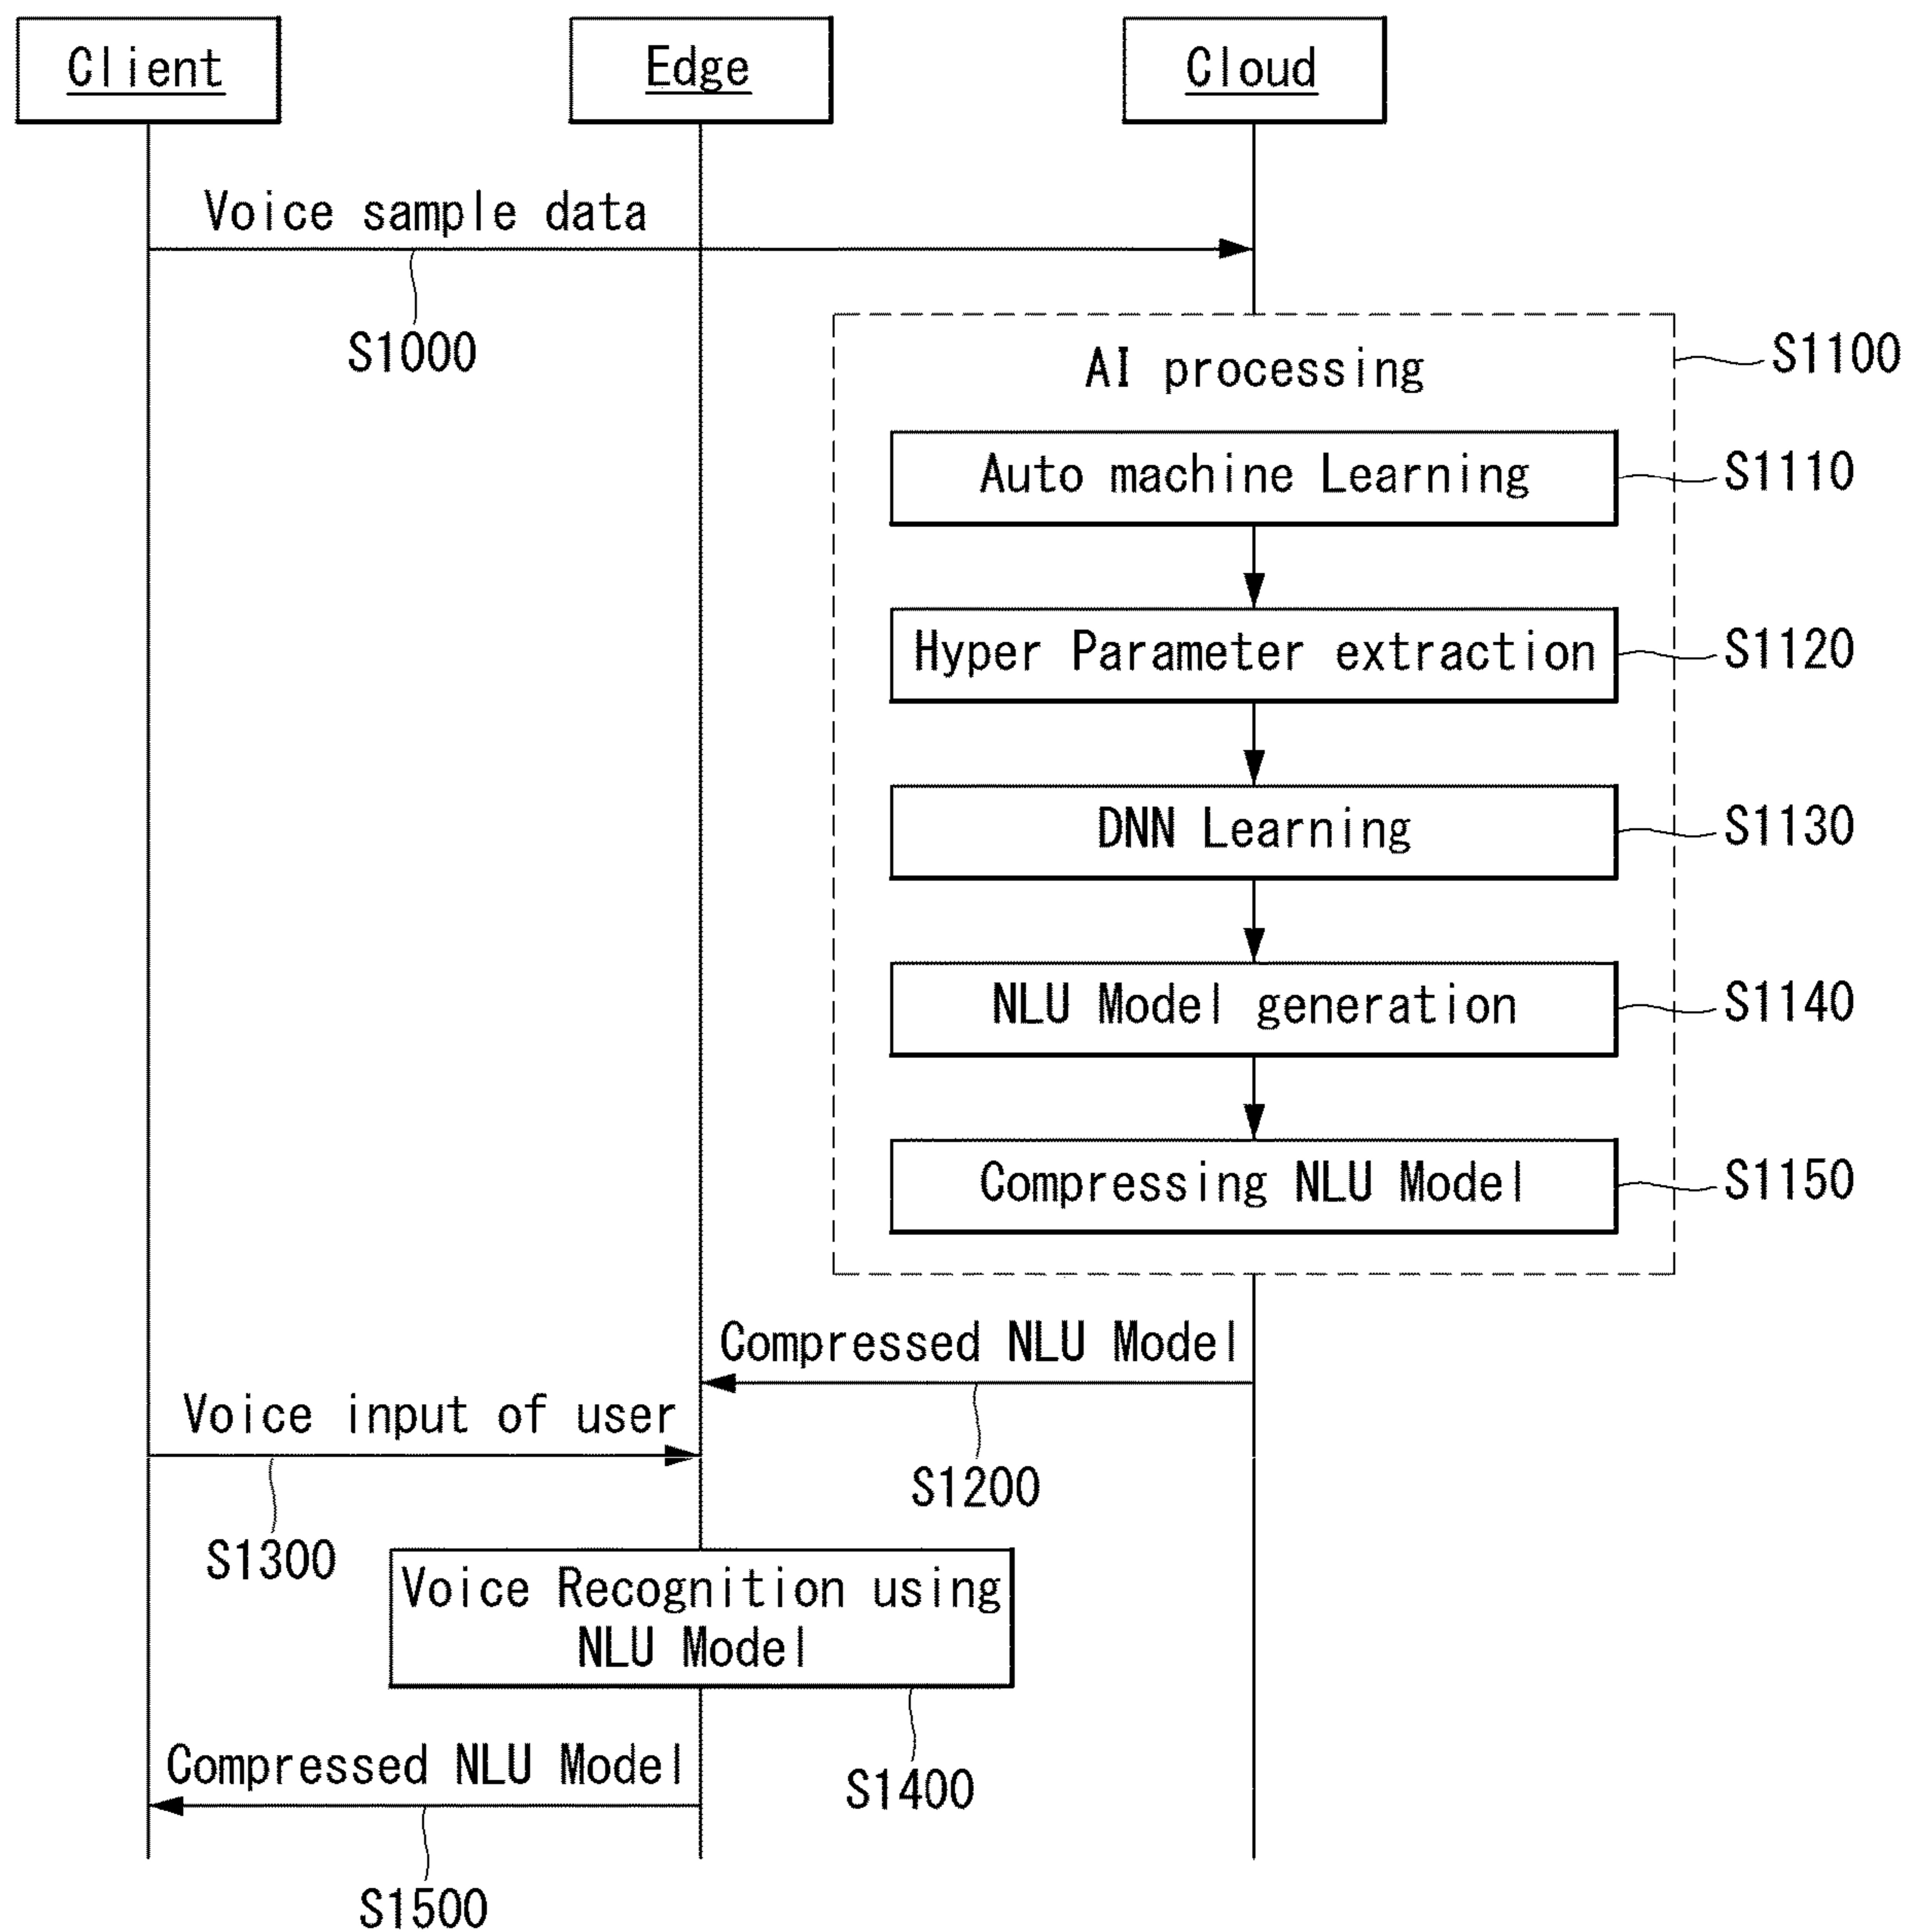 Client
Edge
Cloud
Voice sample data
S1000
AI processing
S1100
Auto machine Learning
S1110
Hyper Parameter extraction
S1120
DNN Learning
S1130
NLU Model generation
S1140
Compressing NLU Model
S1150
Compressed NLU Model
S1200
Voice input of user
S1300
Voice Recognition using
NLU Model
S1400
Compressed NLU Model
S1500